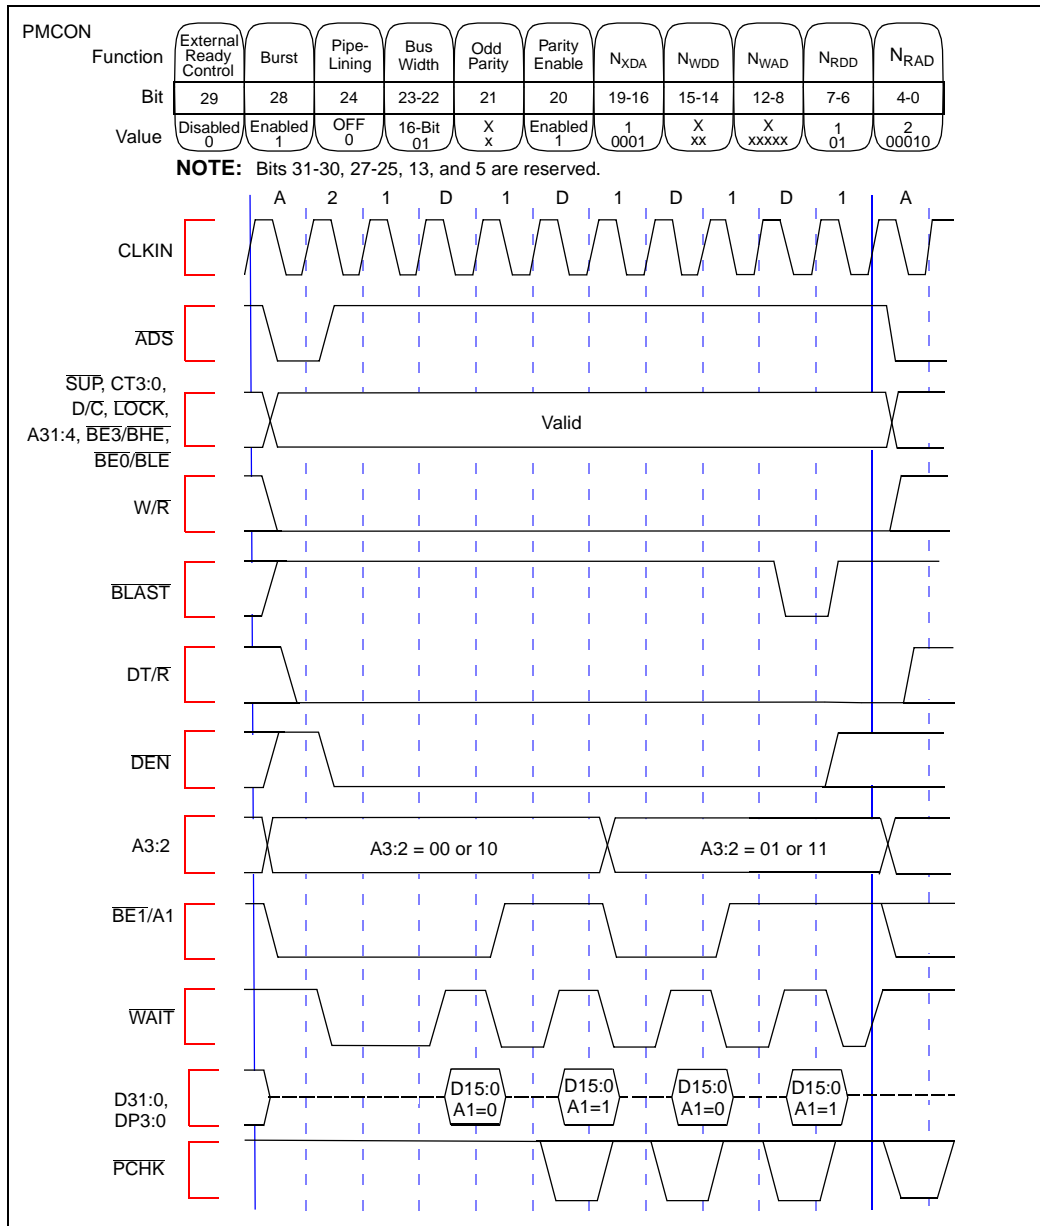 PMCON
Function External Ready Control Burst Pipe-Lining Bus Width Odd Parity Parity Enable NXDA NWDD NWAD NRDD NRAD
Bit 29 28 24 23-22 21 20 19-16 15-14 12-8 7-6 4-0
Value Disabled 0 Enabled 1 OFF 0 16-Bit 01 X x Enabled 1 1 0001 X xx X xxxxx 1 01 2 00010
NOTE: Bits 31-30, 27-25, 13, and 5 are reserved.
A 2 1 D 1 D 1 D 1 D 1 A
CLKIN
ADS
SUP, CT3:0,
D/C, LOCK,
A31:4, BE3/BHE,
BE0/BLE
Valid
W/R
BLAST
DT/R
DEN
A3:2 A3:2 = 00 or 10 A3:2 = 01 or 11
BE1/A1
WAIT
D31:0,
DP3:0
D15:0 D15:0 D15:0 D15:0
A1=0 A1=1 A1=0 A1=1
PCHK